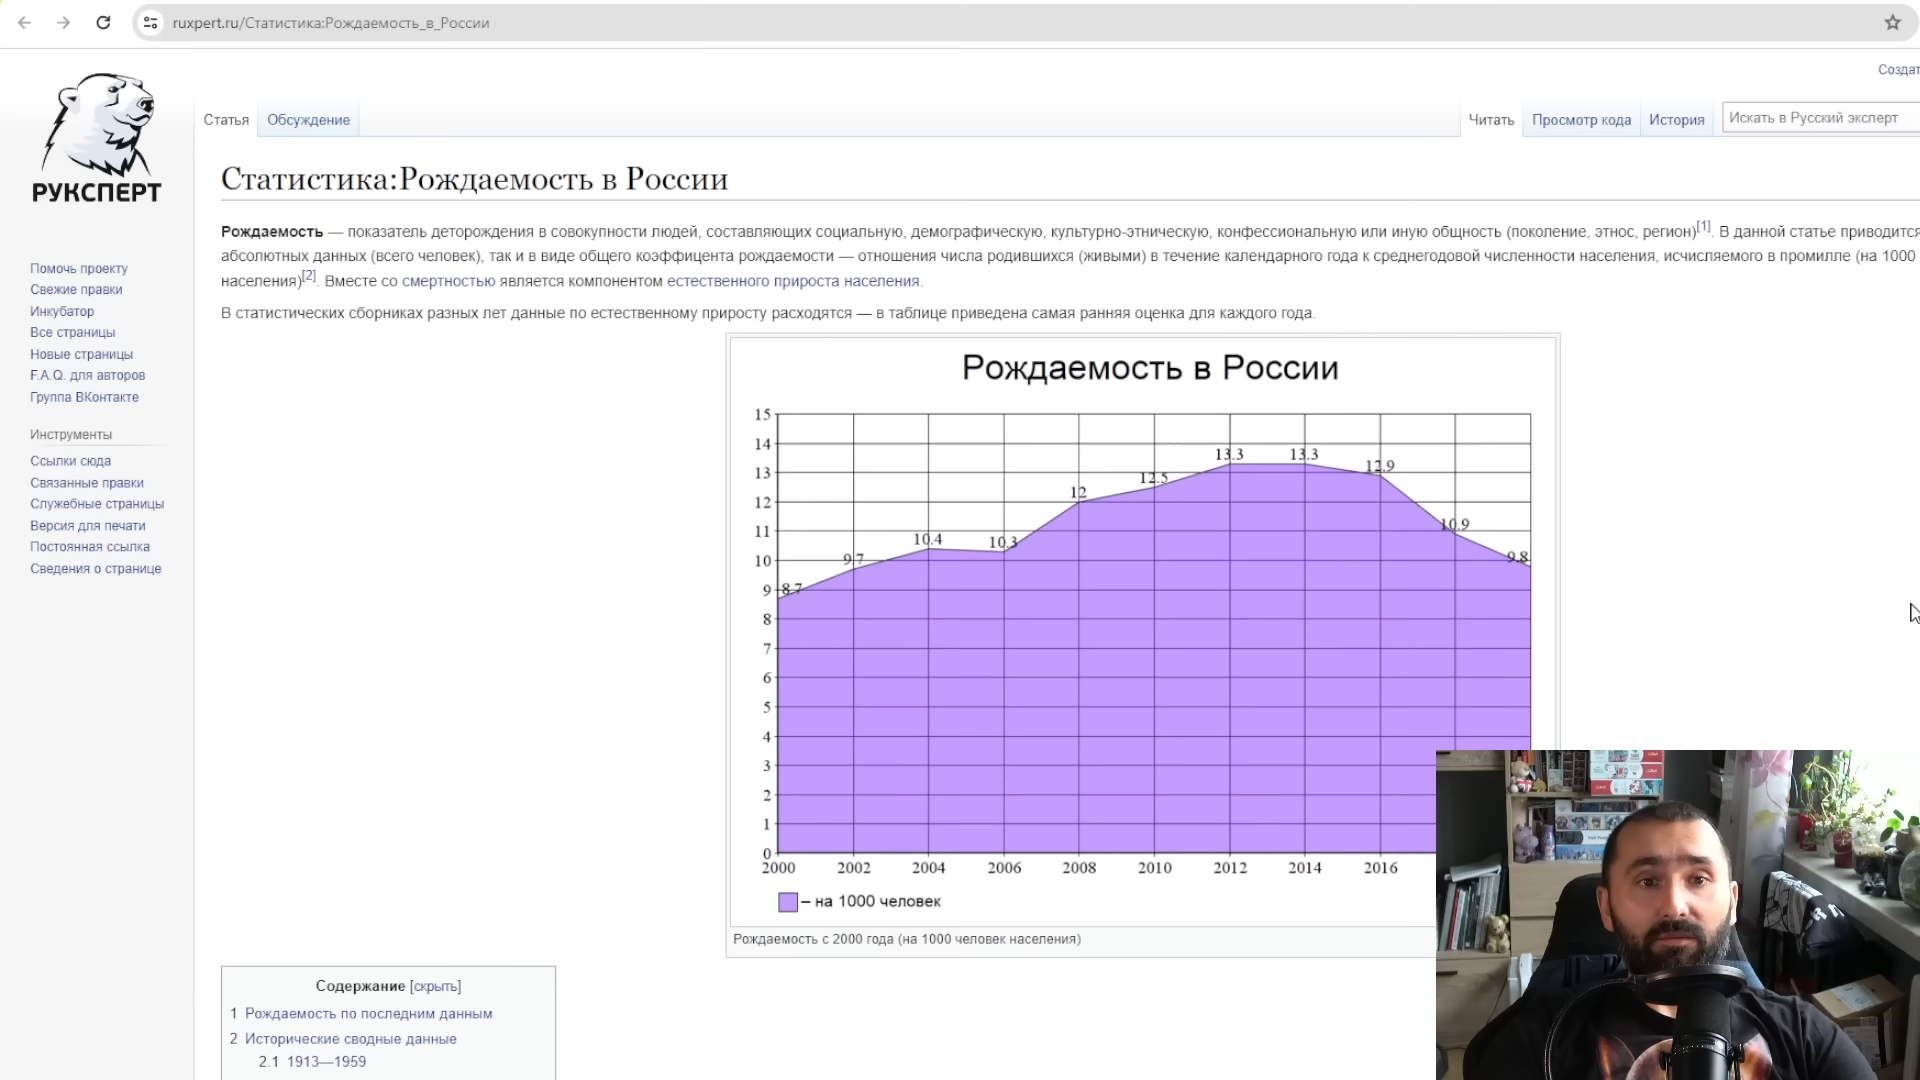 ruxpert.ru/Статистика:Рождаемость_в_России
Создат
РУКСПЕРТ
Статья
Обсуждение
Читать
Просмотр кода
История
Искать в Русский эксперт
Статистика:Рождаемость в России
Рождаемость — показатель деторождения в совокупности людей, составляющих социальную, демографическую, культурно-этническую, конфессиональную или иную общность (поколение, этнос, регион)[1]. В данной статье приводится
абсолютных данных (всего человек), так и в виде общего коэффицента рождаемости — отношения числа родившихся (живыми) в течение календарного года к среднегодовой численности населения, исчисляемого в промилле (на 1000
населения)[2]. Вместе со смертностью является компонентом естественного прироста населения.
В статистических сборниках разных лет данные по естественному приросту расходятся — в таблице приведена самая ранняя оценка для каждого года.
Помочь проекту
Свежие правки
Инкубатор
Все страницы
Новые страницы
F.A.Q. для авторов
Группа ВКонтакте
Инструменты
Ссылки сюда
Связанные правки
Служебные страницы
Версия для печати
Постоянная ссылка
Сведения о странице
Рождаемость в России
15
14
13
12
11
10
9
8
7
6
5
4
3
2
1
0
8.7
9.7
10.4
10.3
12
12.5
13.3
13.3
12.9
10.9
9.8
2000 2002 2004 2006 2008 2010 2012 2014 2016
– на 1000 человек
Рождаемость с 2000 года (на 1000 человек населения)
Содержание [скрыть]
1 Рождаемость по последним данным
2 Исторические сводные данные
2.1 1913—1959